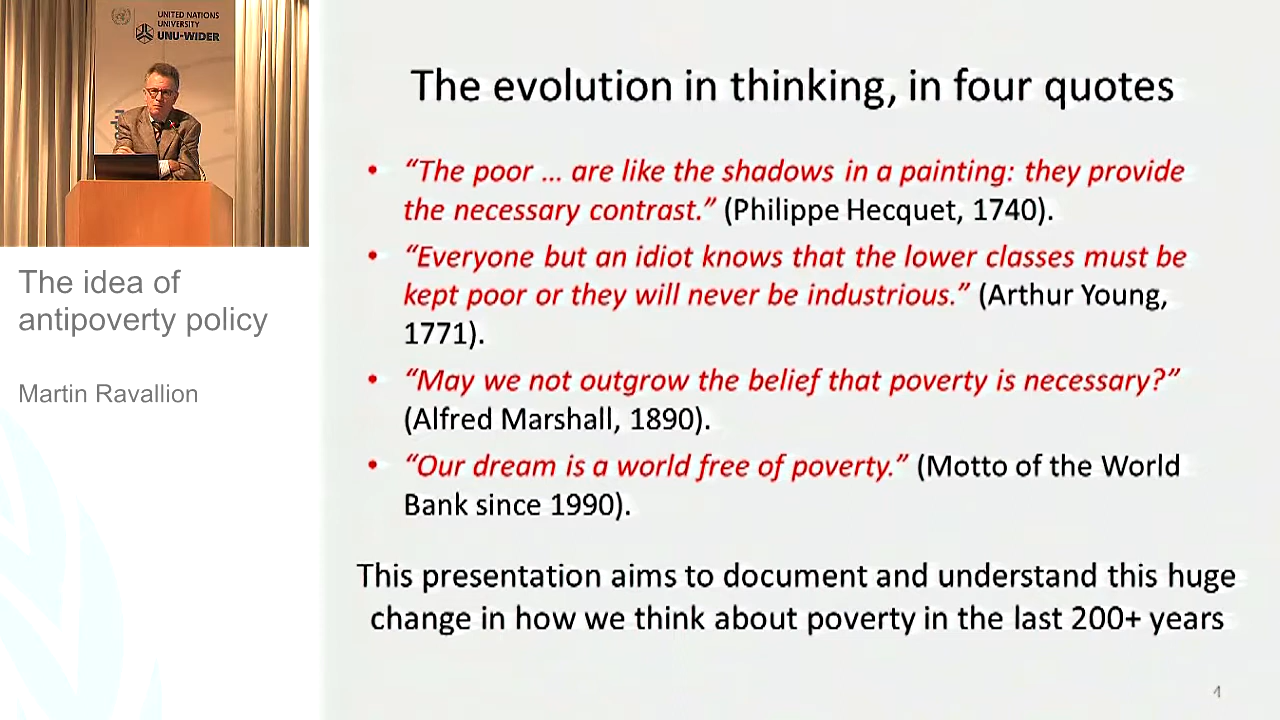 UNITED NATIONS
UNIVERSITY
UNU-WIDER
The idea of
antipoverty policy
Martin Ravallion
The evolution in thinking, in four quotes
• “The poor ... are like the shadows in a painting: they provide
the necessary contrast.” (Philippe Hecquet, 1740).
• “Everyone but an idiot knows that the lower classes must be
kept poor or they will never be industrious.” (Arthur Young,
1771).
• “May we not outgrow the belief that poverty is necessary?”
(Alfred Marshall, 1890).
• “Our dream is a world free of poverty.” (Motto of the World
Bank since 1990).
This presentation aims to document and understand this huge
change in how we think about poverty in the last 200+ years
4